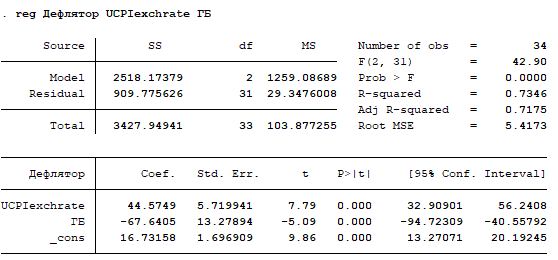 . reg Дефлятор UCPIexchrate ГБ
Source SS df MS Number of obs = 34
F(2, 31) = 42.90
Model 2518.17379 2 1259.08689 Prob > F = 0.0000
Residual 909.775626 31 29.3476008 R-squared = 0.7346
Adj R-squared = 0.7175
Total 3427.94941 33 103.877255 Root MSE = 5.4173
Дефлятор Coef. Std. Err. t P>|t| [95% Conf. Interval]
UCPIexchrate 44.5749 5.719941 7.79 0.000 32.90901 56.2408
ГБ -67.6405 13.27894 -5.09 0.000 -94.72309 -40.55792
_cons 16.73158 1.696909 9.86 0.000 13.27071 20.19245